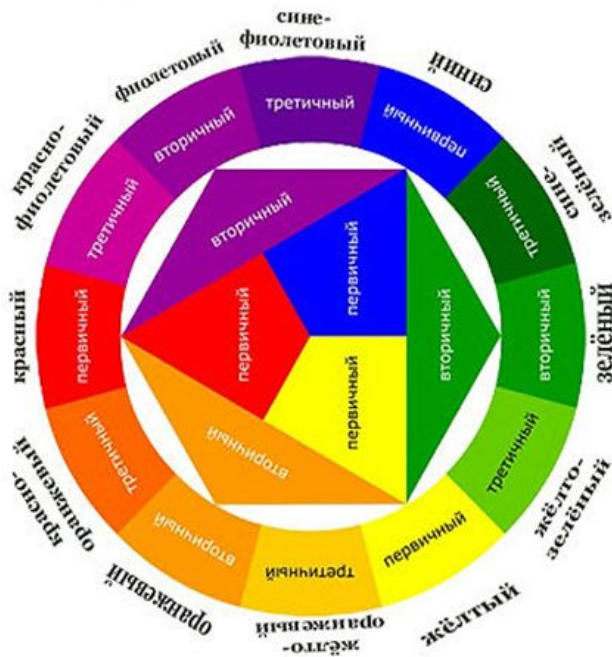 сине-
фиолетовый
синий
сине-
зелёный
зелёный
жёлто-
зелёный
жёлтый
жёлто-
оранжевый
оранжевый
красно-
оранжевый
красный
красно-
фиолетовый
фиолетовый
третичный
первичный
третичный
вторичный
третичный
первичный
третичный
вторичный
третичный
первичный
третичный
вторичный
вторичный
первичный
вторичный
первичный
первичный
вторичный